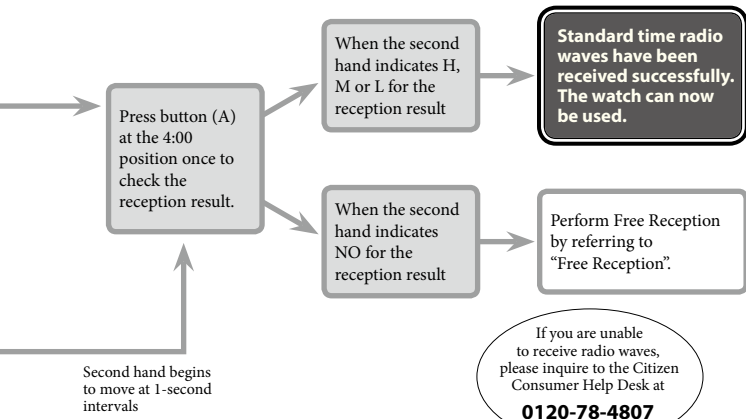 Press button (A)
at the 4:00
position once to
check the
reception result.
When the second
hand indicates H,
M or L for the
reception result
Standard time radio
waves have been
received successfully.
The watch can now
be used.
When the second
hand indicates
NO for the
reception result
Perform Free Reception
by referring to
“Free Reception”.
Second hand begins
to move at 1-second
intervals
If you are unable
to receive radio waves,
please inquire to the Citizen
Consumer Help Desk at
0120-78-4807